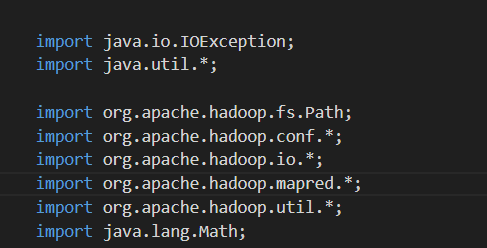 import java.io.IOException;
import java.util.*;
import org.apache.hadoop.fs.Path;
import org.apache.hadoop.conf.*;
import org.apache.hadoop.io.*;
import org.apache.hadoop.mapred.*;
import org.apache.hadoop.util.*;
import java.lang.Math;